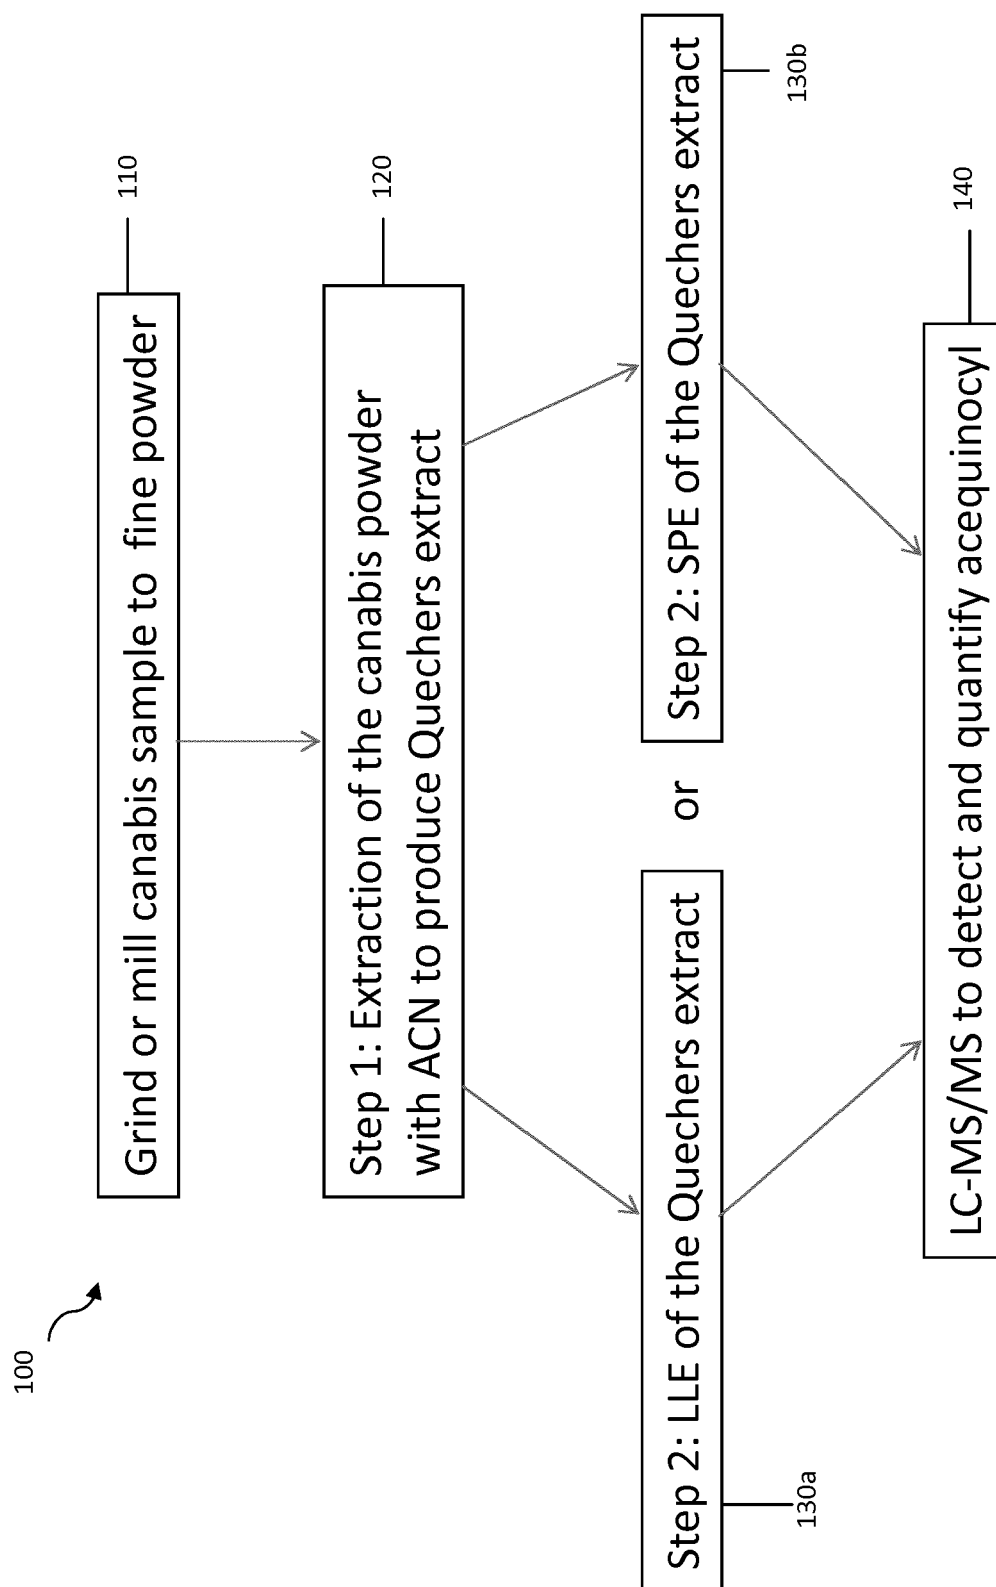 100
Grind or mill canabis sample to  fine powder
110
Step 1: Extraction of the canabis powder
with ACN to produce Quechers extract
120
Step 2: LLE of the Quechers extract
130a
or
Step 2: SPE of the Quechers extract
130b
LC-MS/MS to detect and quantify acequinocyl
140